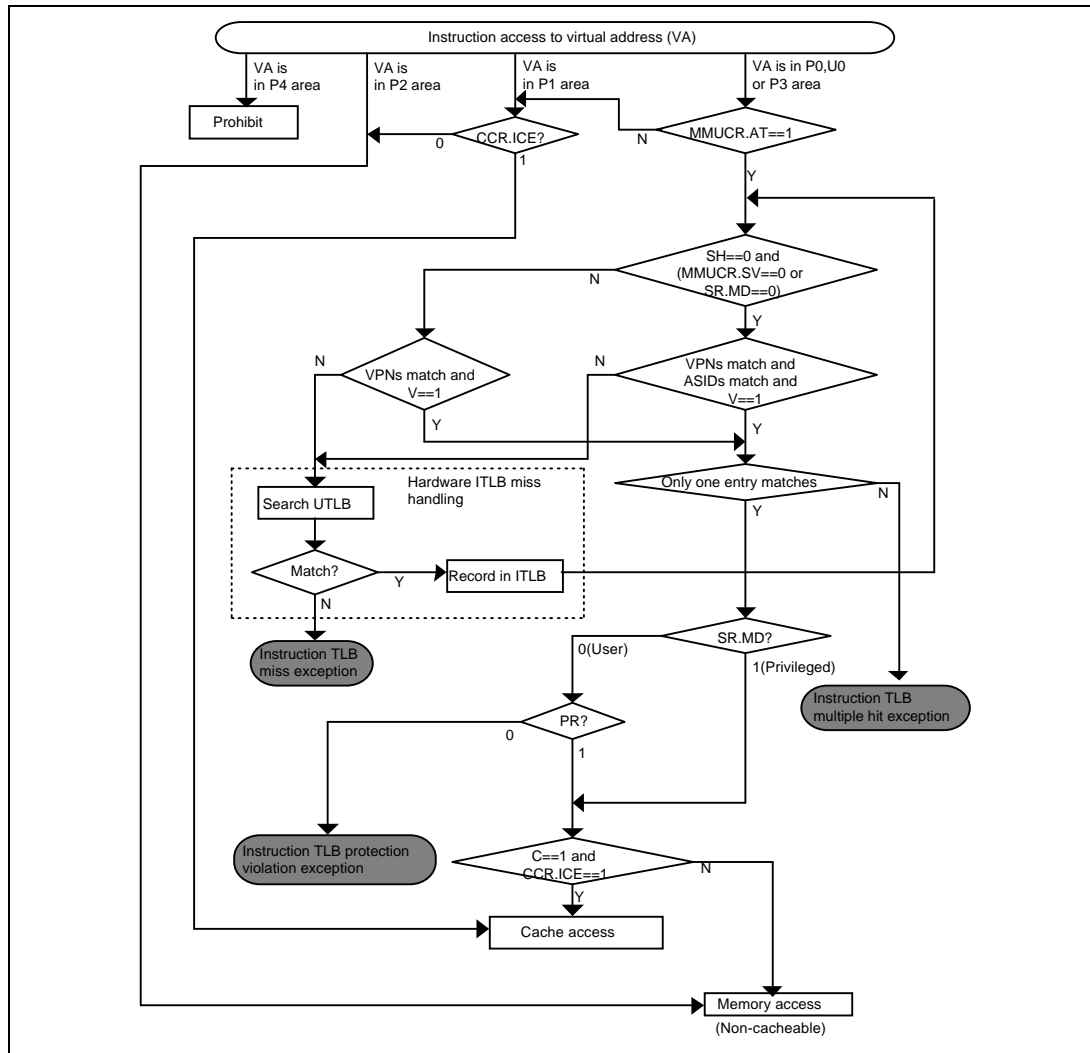 Instruction access to virtual address (VA)
VA is
in P4 area
VA is
in P2 area
VA is
in P1 area
VA is in P0,U0
or P3 area
Prohibit
CCR.ICE?
0
1
MMUCR.AT==1
N
Y
SH==0 and
(MMUCR.SV==0 or
SR.MD==0)
N
Y
VPNs match and
V==1
N
Y
VPNs match and
ASIDs match and
V==1
N
Y
Hardware ITLB miss
handling
Only one entry matches
N
Y
Search UTLB
Match?
Y
N
Record in ITLB
SR.MD?
0(User)
1(Privileged)
Instruction TLB
miss exception
Instruction TLB
multiple hit exception
PR?
0
1
Instruction TLB protection
violation exception
C==1 and
CCR.ICE==1
N
Y
Cache access
Memory access
(Non-cacheable)